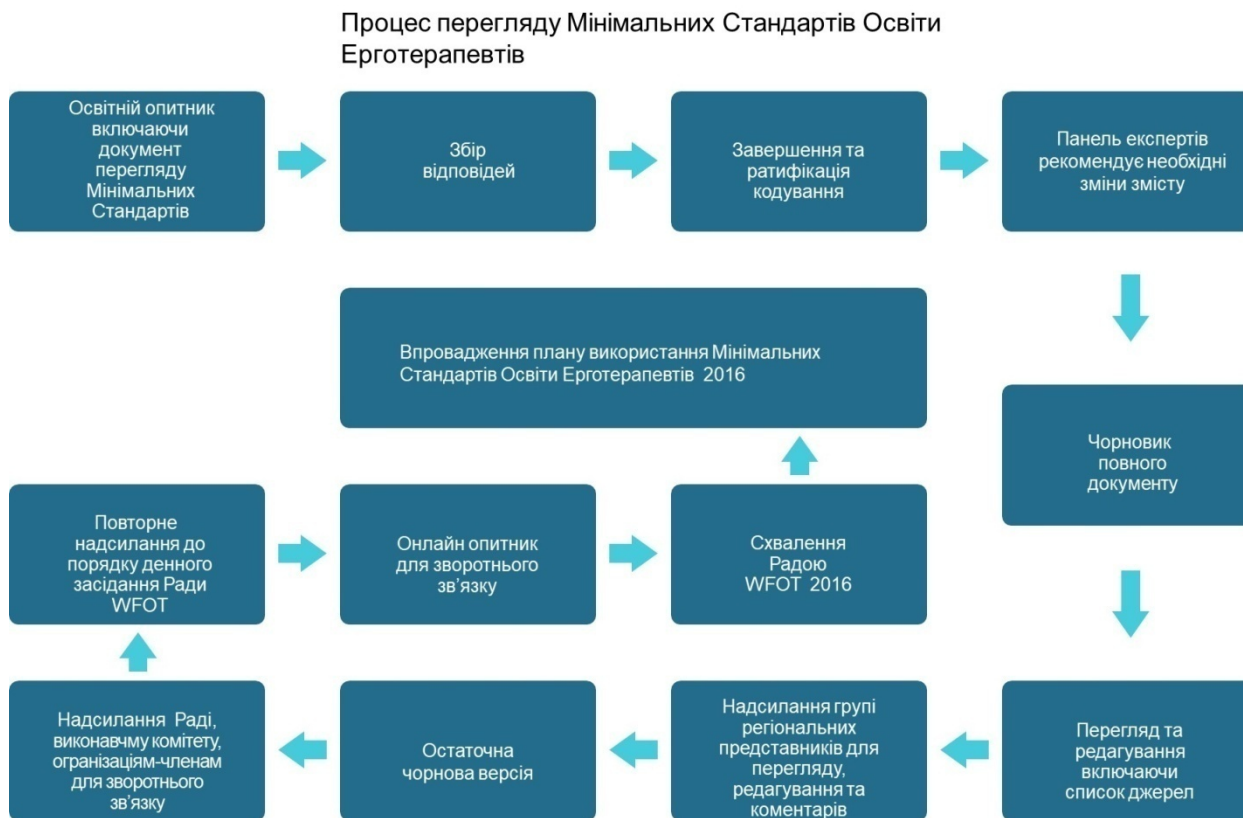 Процес перегляду Мінімальних Стандартів Освіти
Ерготерапевтів
Освітній опитник
включаючи
документ
перегляду
Мінімальних
Стандартів
Збір
відповідей
Завершення та
ратифікація
кодування
Панель експертів
рекомендує необхідні
зміни змісту
Чорновик
повного
документу
Перегляд та
редагування
включаючи
список джерел
Надсилання групі
регіональних
представників для
перегляду,
редагування та
коментарів
Остаточна
чорнова версія
Надсилання Раді,
виконавчму комітету,
огрнізаціям-членам
для зворотнього
зв’язку
Повторне
надсилання до
порядку денного
засідання Ради
WFOT
Онлайн опитник
для зворотнього
зв’язку
Схвалення
Радою
WFOT 2016
Впровадження плану використання Мінімальних
Стандартів Освіти Ерготерапевтів 2016